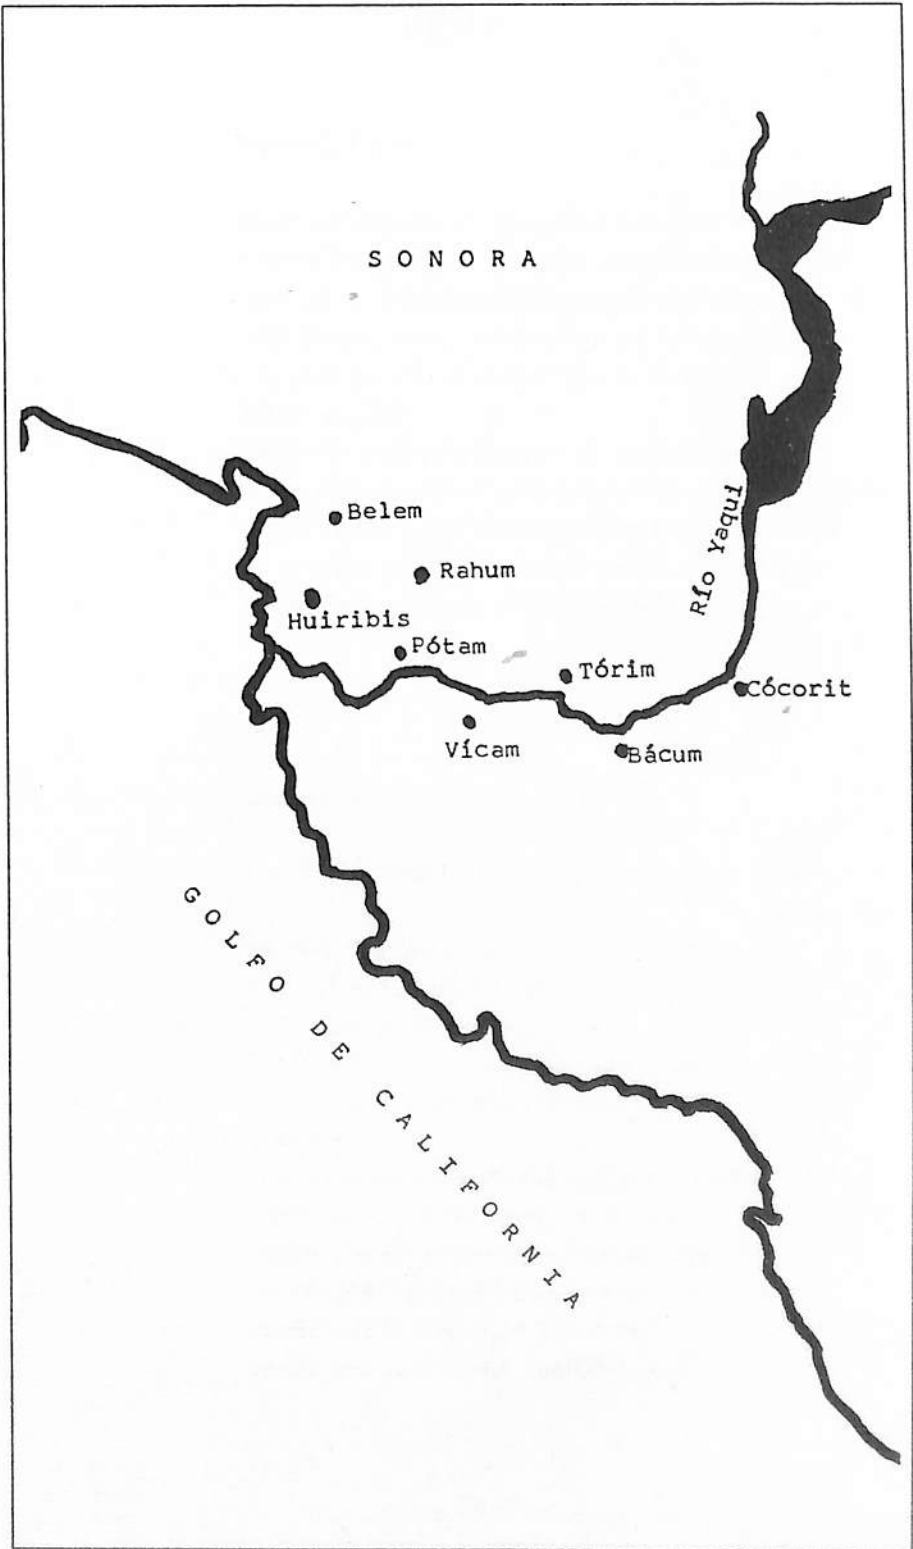 SONORA
Belem
Rahum
Huiribis
Pótam
Tórim
Río Yaqui
Cócorit
Vícam
Bácum
GOLFO DE CALIFORNIA